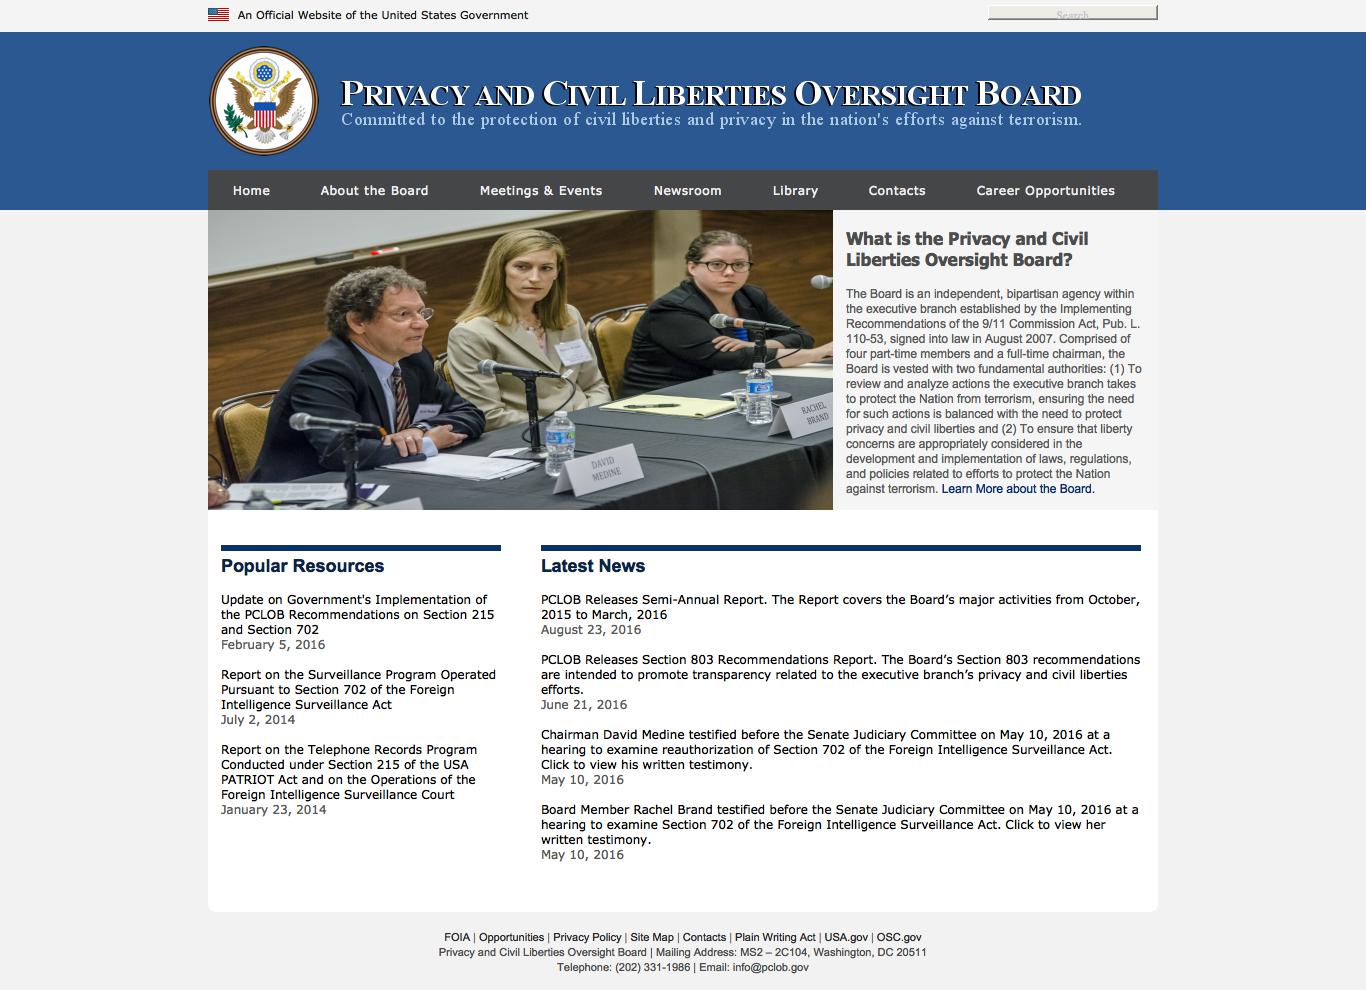 An Official Website of the United States Government
Search
PRIVACY AND CIVIL LIBERTIES OVERSIGHT BOARD
Committed to the protection of civil liberties and privacy in the nation's efforts against terrorism.
Home About the Board Meetings & Events Newsroom Library Contacts Career Opportunities
DAVID
MEDINE
RACHEL
BRAND
What is the Privacy and Civil
Liberties Oversight Board?
The Board is an independent, bipartisan agency within
the executive branch established by the Implementing
Recommendations of the 9/11 Commission Act, Pub. L.
110-53, signed into law in August 2007. Comprised of
four part-time members and a full-time chairman, the
Board is vested with two fundamental authorities: (1) To
review and analyze actions the executive branch takes
to protect the Nation from terrorism, ensuring the need
for such actions is balanced with the need to protect
privacy and civil liberties and (2) To ensure that liberty
concerns are appropriately considered in the
development and implementation of laws, regulations,
and policies related to efforts to protect the Nation
against terrorism. Learn More about the Board.
Popular Resources
Update on Government's Implementation of
the PCLOB Recommendations on Section 215
and Section 702
February 5, 2016
Report on the Surveillance Program Operated
Pursuant to Section 702 of the Foreign
Intelligence Surveillance Act
July 2, 2014
Report on the Telephone Records Program
Conducted under Section 215 of the USA
PATRIOT Act and on the Operations of the
Foreign Intelligence Surveillance Court
January 23, 2014
Latest News
PCLOB Releases Semi-Annual Report. The Report covers the Board’s major activities from October,
2015 to March, 2016
August 23, 2016
PCLOB Releases Section 803 Recommendations Report. The Board’s Section 803 recommendations
are intended to promote transparency related to the executive branch’s privacy and civil liberties
efforts.
June 21, 2016
Chairman David Medine testified before the Senate Judiciary Committee on May 10, 2016 at a
hearing to examine reauthorization of Section 702 of the Foreign Intelligence Surveillance Act.
Click to view his written testimony.
May 10, 2016
Board Member Rachel Brand testified before the Senate Judiciary Committee on May 10, 2016 at a
hearing to examine Section 702 of the Foreign Intelligence Surveillance Act. Click to view her
written testimony.
May 10, 2016
FOIA | Opportunities | Privacy Policy | Site Map | Contacts | Plain Writing Act | USA.gov | OSC.gov
Privacy and Civil Liberties Oversight Board | Mailing Address: MS2 – 2C104, Washington, DC 20511
Telephone: (202) 331-1986 | Email: info@pclob.gov